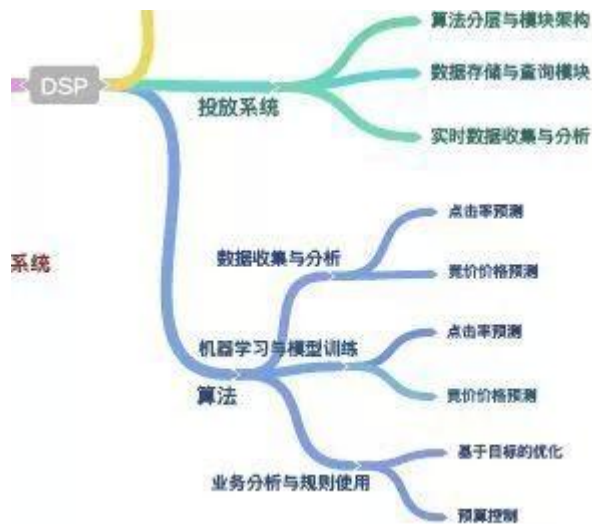 算法分层与模块架构
DSP
数据存储与查询模块
投放系统
实时数据收集与分析
点击率预测
系统
数据收集与分析
竞价价格预测
点击率预测
机器学习与模型训练
算法
竞价价格预测
基于目标的优化
业务分析与规则使用
预算控制